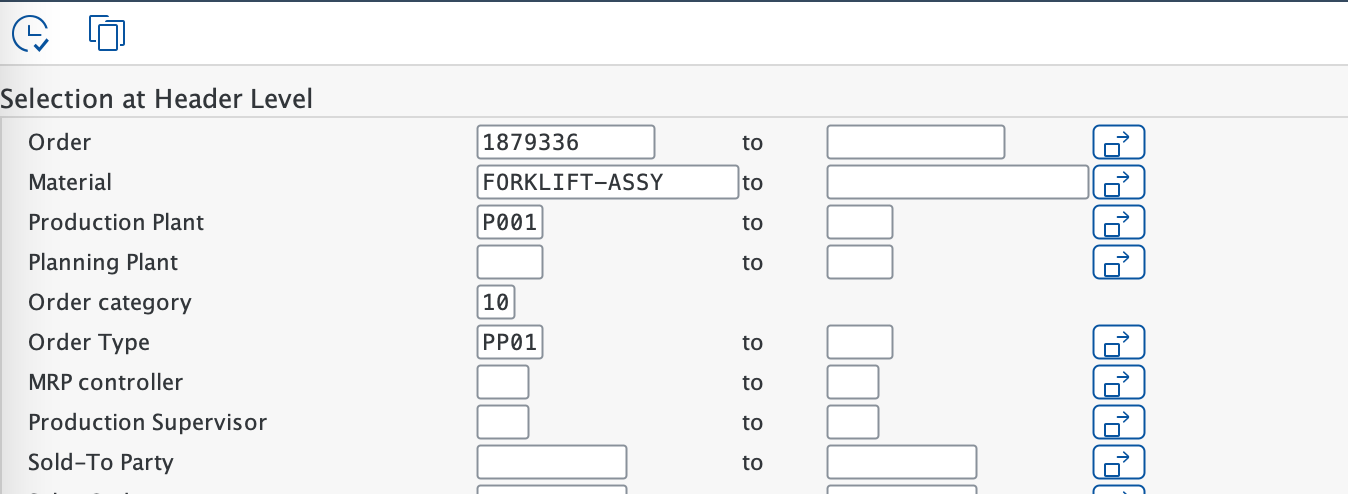 Selection at Header Level
Order 1879336 to
Material FORKLIFT-ASSY to
Production Plant P001 to
Planning Plant to
Order category 10
Order Type PP01 to
MRP controller to
Production Supervisor to
Sold-To Party to